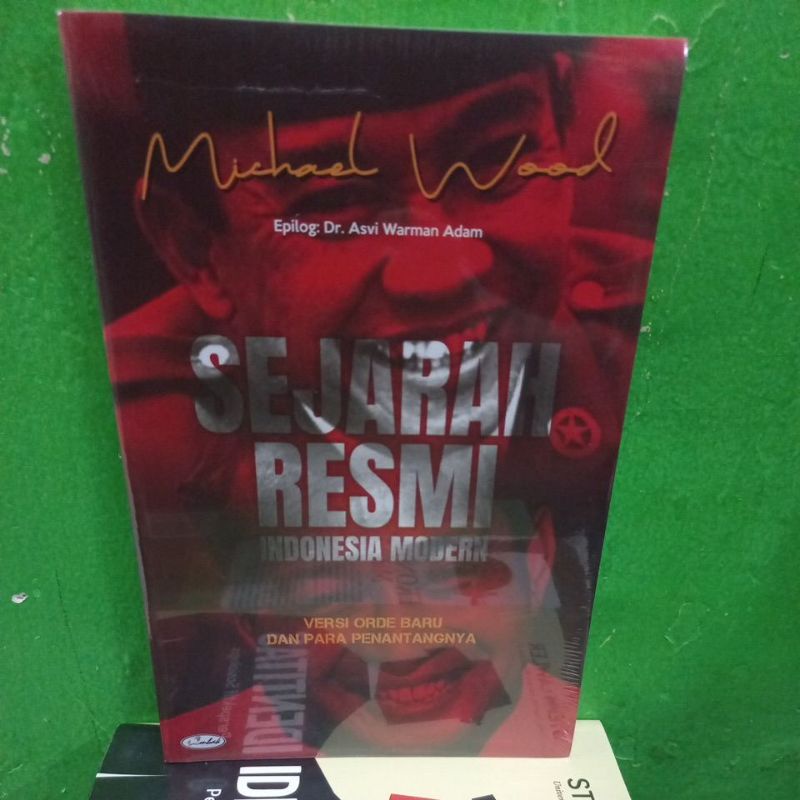 Michael Wood
Epilog: Dr. Asvi Warman Adam
SEJARAH
RESMI
INDONESIA MODERN
VERSI ORDE BARU
DAN PARA PENANTANGNYA